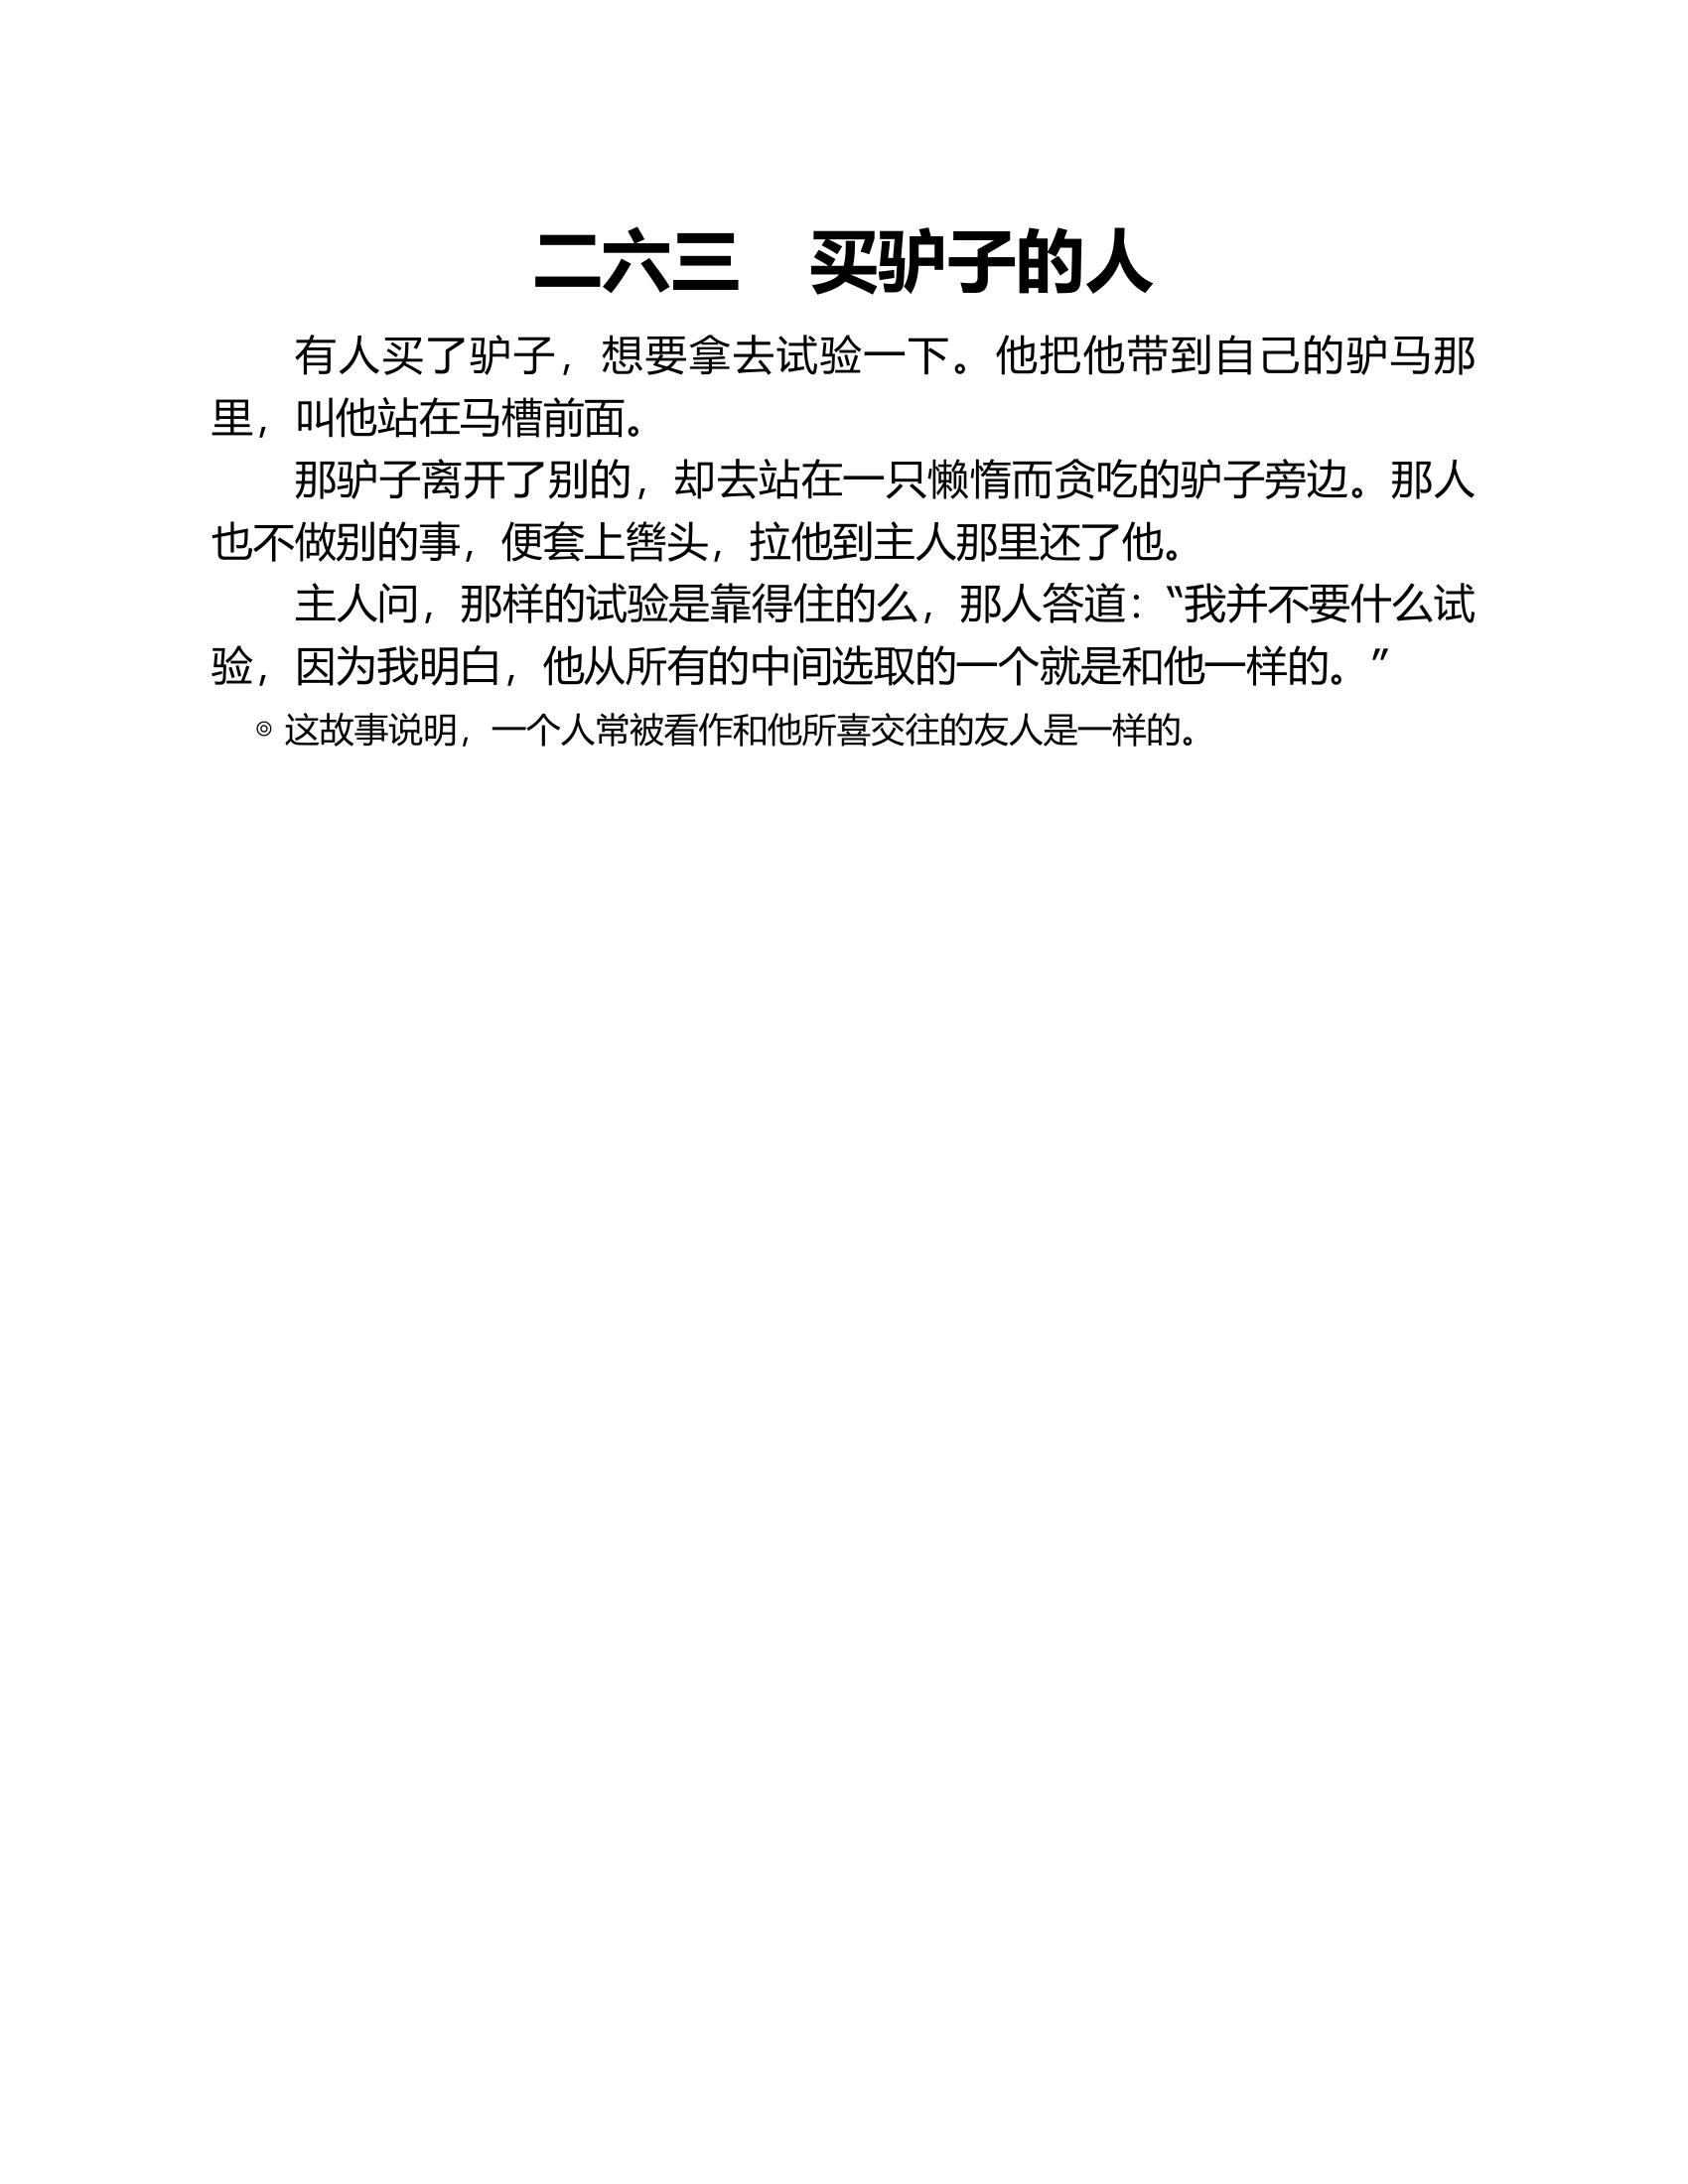 二六三　买驴子的人
有人买了驴子，想要拿去试验一下。他把他带到自己的驴马那
里，叫他站在马槽前面。
那驴子离开了别的，却去站在一只懒惰而贪吃的驴子旁边。那人
也不做别的事，便套上辔头，拉他到主人那里还了他。
主人问，那样的试验是靠得住的么，那人答道：“我并不要什么试
验，因为我明白，他从所有的中间选取的一个就是和他一样的。”
◎ 这故事说明，一个人常被看作和他所喜交往的友人是一样的。